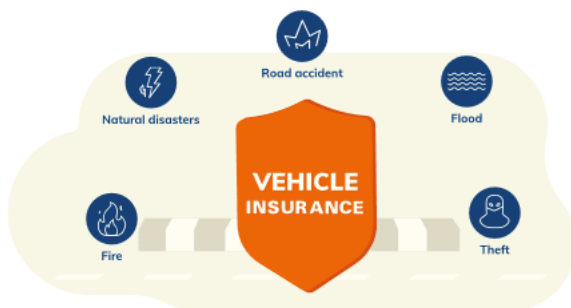 Road accident
Natural disasters
Flood
VEHICLE
INSURANCE
Fire
Theft